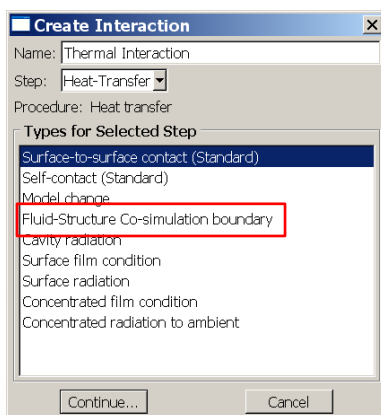 Create Interaction
Name: Thermal Interaction
Step: Heat-Transfer
Procedure: Heat transfer
Types for Selected Step
Surface-to-surface contact (Standard)
Self-contact (Standard)
Model change
Fluid-Structure Co-simulation boundary
Cavity radiation
Surface film condition
Surface radiation
Concentrated film condition
Concentrated radiation to ambient
Continue... Cancel